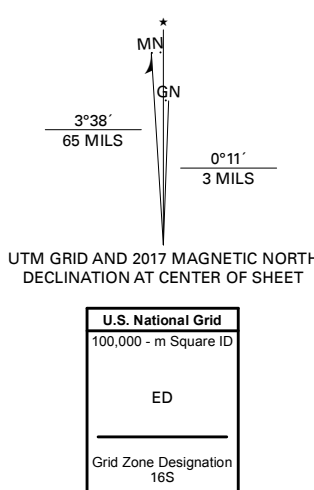 ★
MN
GN
3°38´
65 MILS
0°11´
3 MILS
UTM GRID AND 2017 MAGNETIC NORTH
DECLINATION AT CENTER OF SHEET
U.S. National Grid
100,000 - m Square ID
ED
Grid Zone Designation
16S